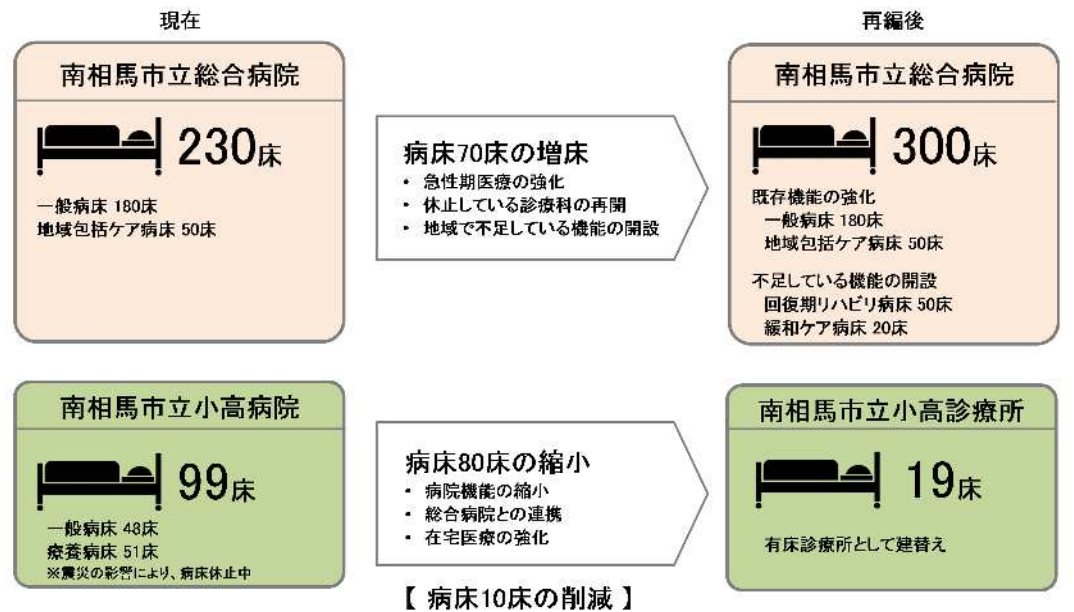 現在
南相馬市立総合病院
230床
一般病床 180床
地域包括ケア病床 50床
病床70床の増床
・ 急性期医療の強化
・ 休止している診療科の再開
・ 地域で不足している機能の開設
再編後
南相馬市立総合病院
300床
既存機能の強化
一般病床 180床
地域包括ケア病床 50床
不足している機能の開設
回復期リハビリ病床 50床
緩和ケア病床 20床
南相馬市立小高病院
99床
一般病床 48床
療養病床 51床
※震災の影響により、病床休止中
病床80床の縮小
・ 病院機能の縮小
・ 総合病院との連携
・ 在宅医療の強化
南相馬市立小高診療所
19床
有床診療所として建替え
【 病床10床の削減 】